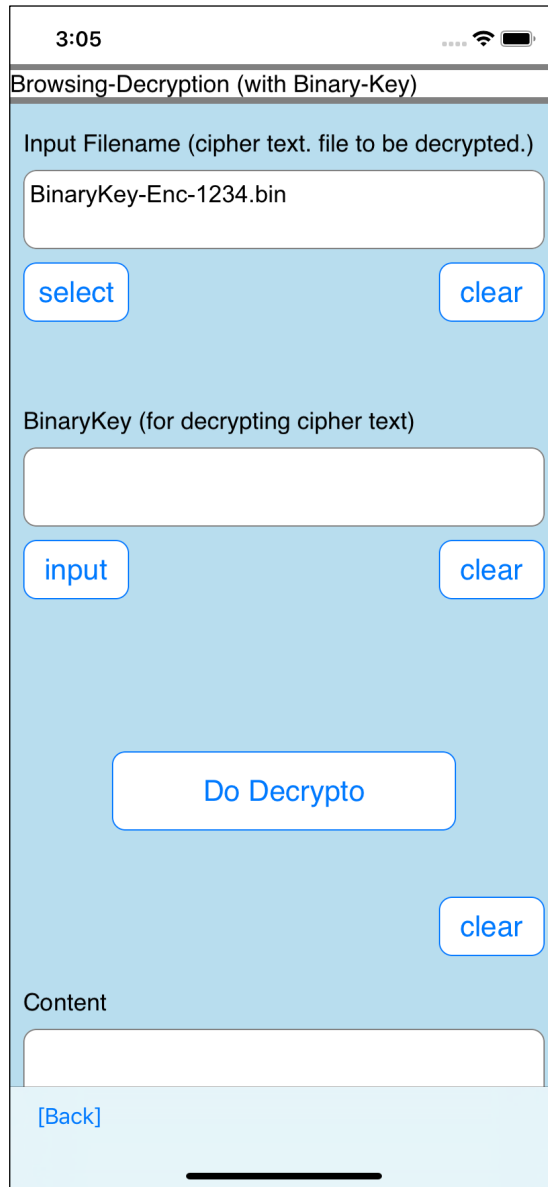 3:05
Browsing-Decryption (with Binary-Key)
Input Filename (cipher text. file to be decrypted.)
BinaryKey-Enc-1234.bin
select clear
BinaryKey (for decrypting cipher text)
input clear
Do Decrypto
clear
Content
[Back]